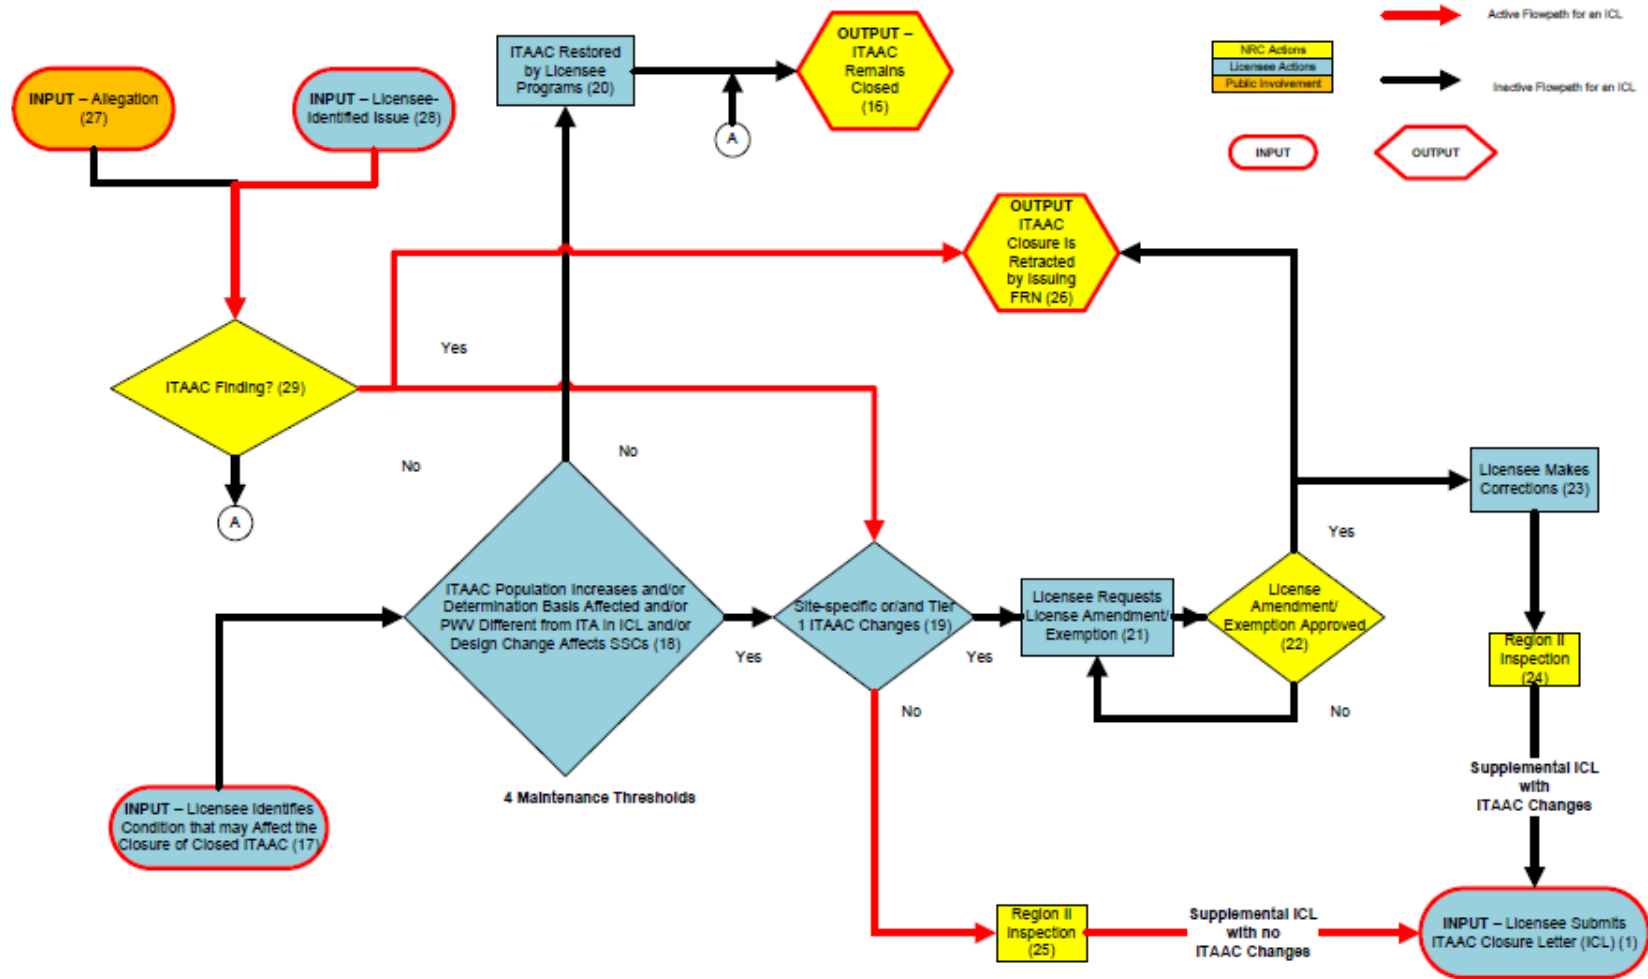 Active Flowpath for an ICL
NRC Actions
Licensee Actions
Public Involvement
Inactive Flowpath for an ICL
INPUT
OUTPUT
INPUT – Allegation
(27)
INPUT – Licensee-
Identified Issue (28)
ITAAC Restored
by Licensee
Programs (20)
OUTPUT –
ITAAC
Remains
Closed
(16)
A
OUTPUT
ITAAC
Closure Is
Retracted
by Issuing
FRN (26)
Yes
ITAAC Finding? (29)
No
No
A
Licensee Makes
Corrections (23)
Yes
ITAAC Population Increases and/or
Determination Basis Affected and/or
PWV Different from ITA in ICL and/or
Design Change Affects SSCs (18)
Yes
Site-specific or/and Tier
1 ITAAC Changes (19)
Yes
No
Licensee Requests
License Amendment/
Exemption (21)
License
Amendment/
Exemption Approved
(22)
No
Region II
Inspection
(24)
Supplemental ICL
with
ITAAC Changes
4 Maintenance Thresholds
INPUT – Licensee Identifies
Condition that may Affect the
Closure of Closed ITAAC (17)
Region II
Inspection
(25)
Supplemental ICL
with no
ITAAC Changes
INPUT – Licensee Submits
ITAAC Closure Letter (ICL) (1)